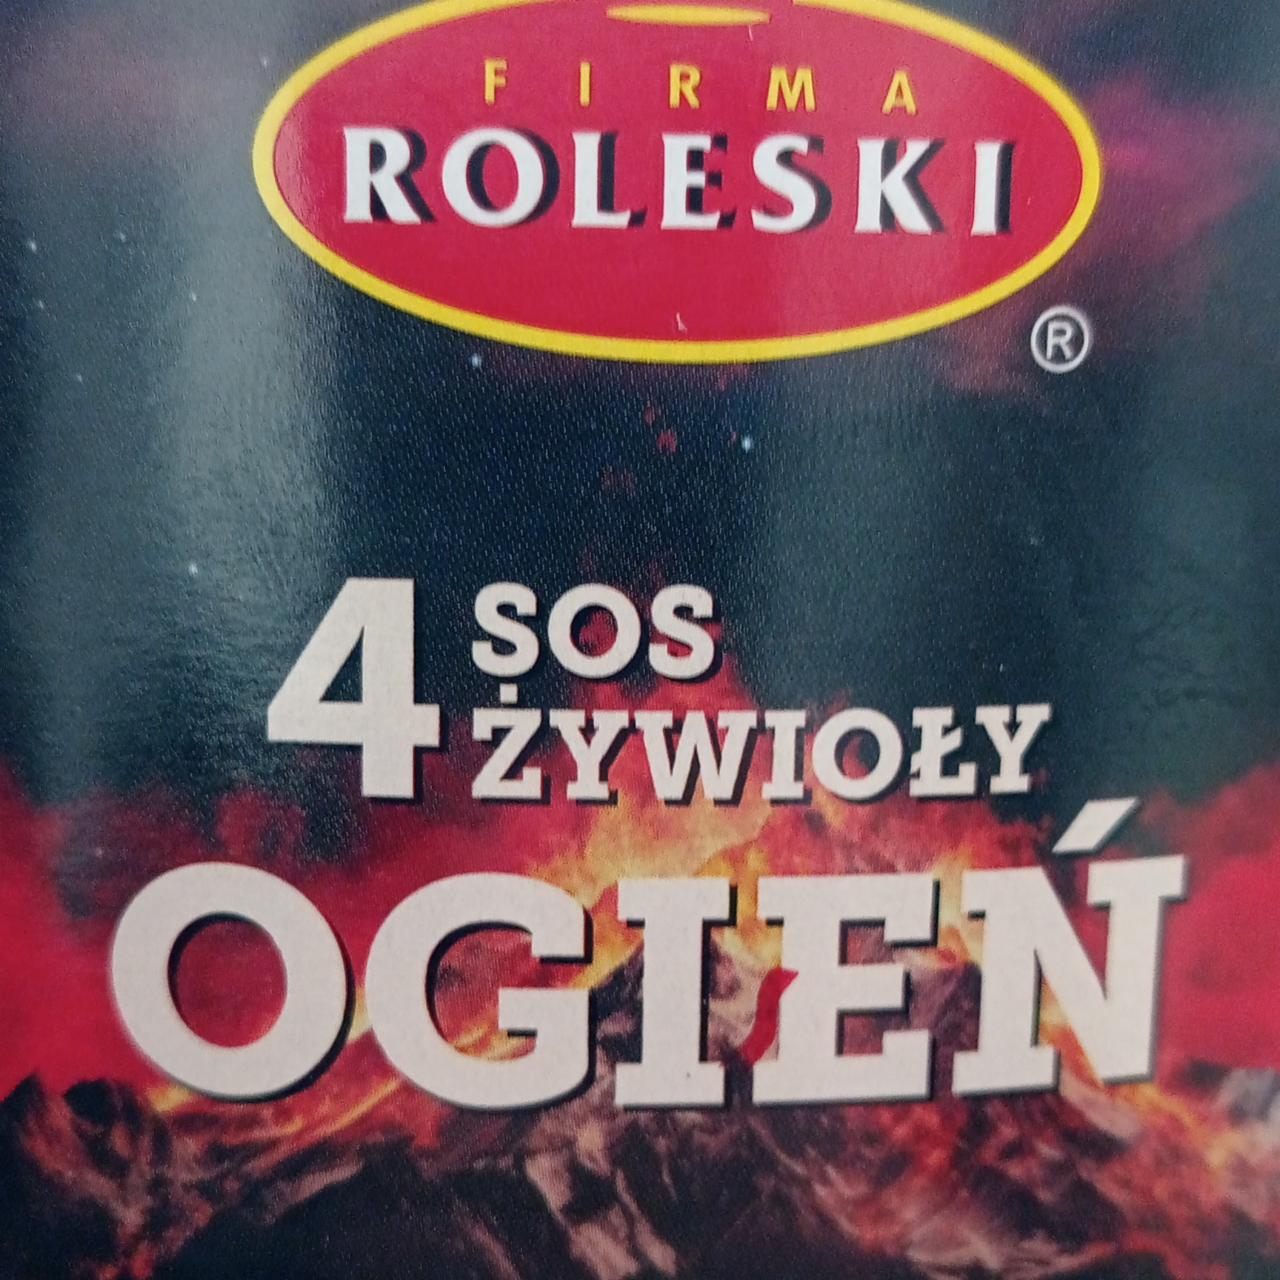 FIRMA
ROLESKI
®
4 SOS
ŻYWIOŁY
OGIEŃ